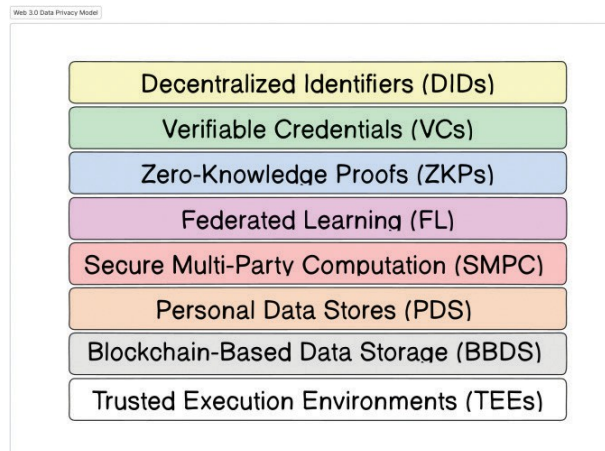 Web 3.0 Data Privacy Model
Decentralized Identifiers (DIDs)
Verifiable Credentials (VCs)
Zero-Knowledge Proofs (ZKPs)
Federated Learning (FL)
Secure Multi-Party Computation (SMPC)
Personal Data Stores (PDS)
Blockchain-Based Data Storage (BBDS)
Trusted Execution Environments (TEEs)